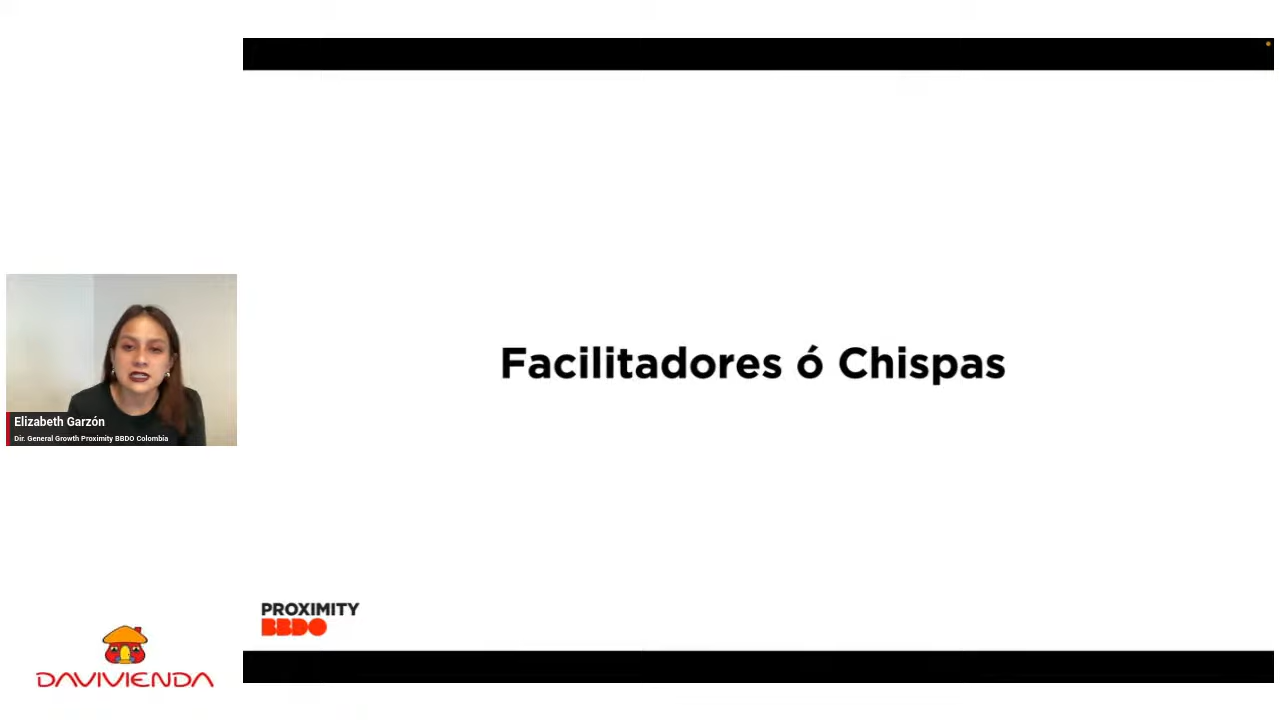 Facilitadores ó Chispas
Elizabeth Garzón
Dir. General Growth Proximity BBDO Colombia
PROXIMITY
BBDO
DAVIVIENDA